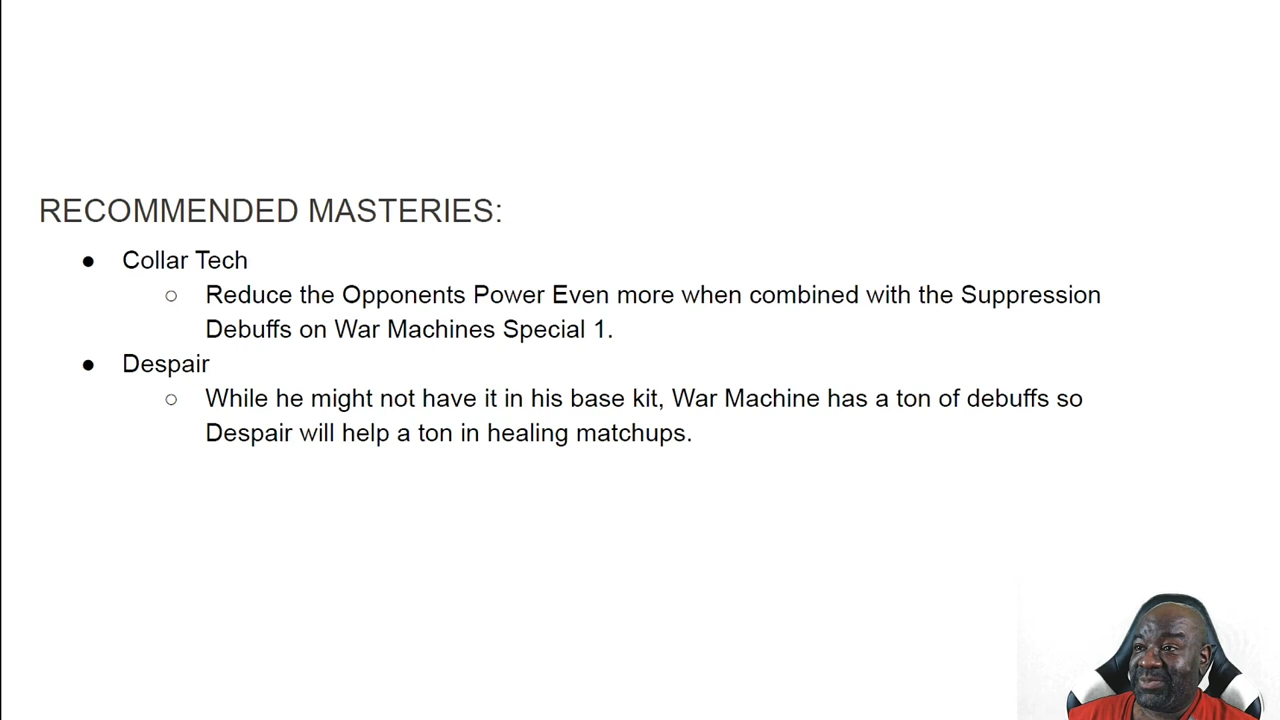 RECOMMENDED MASTERIES:
● Collar Tech
○ Reduce the Opponents Power Even more when combined with the Suppression
Debuffs on War Machines Special 1.
● Despair
○ While he might not have it in his base kit, War Machine has a ton of debuffs so
Despair will help a ton in healing matchups.